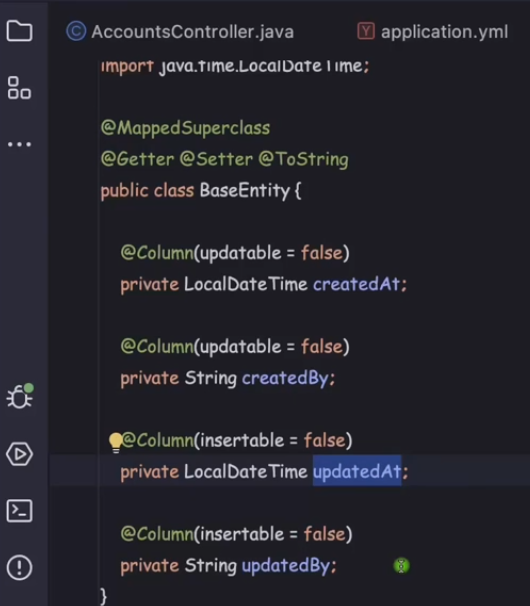 AccountsController.java
application.yml
import java.time.LocalDateTime;
@MappedSuperclass
@Getter @Setter @ToString
public class BaseEntity {
@Column(updatable = false)
private LocalDateTime createdAt;
@Column(updatable = false)
private String createdBy;
@Column(insertable = false)
private LocalDateTime updatedAt;
@Column(insertable = false)
private String updatedBy;
}